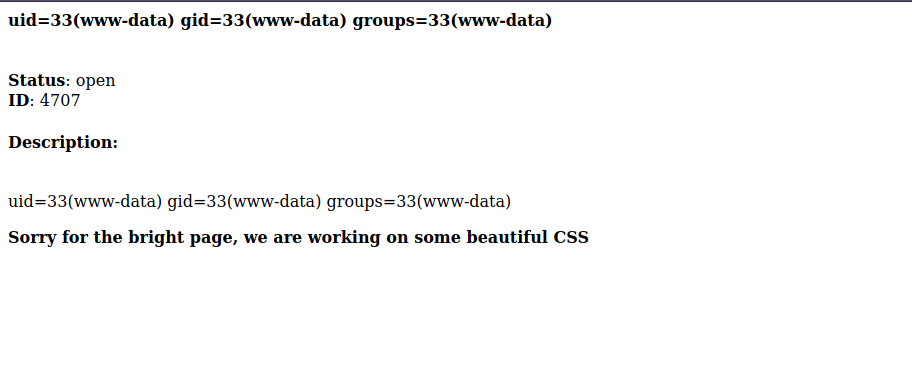 uid=33(www-data) gid=33(www-data) groups=33(www-data)
Status: open
ID: 4707
Description:
uid=33(www-data) gid=33(www-data) groups=33(www-data)
Sorry for the bright page, we are working on some beautiful CSS